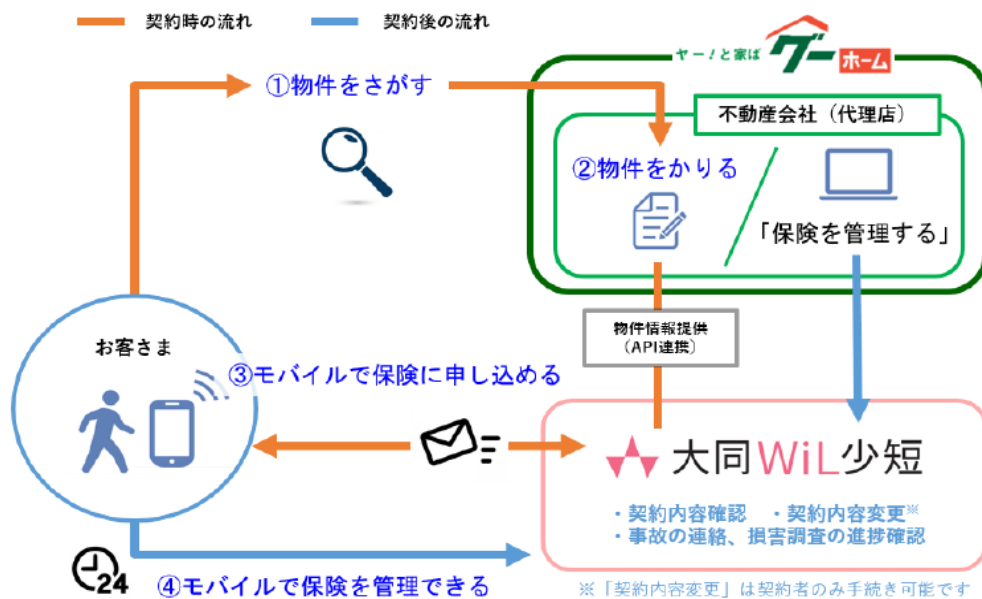 契約時の流れ 契約後の流れ
ヤー！と家ば グーホーム
①物件をさがす
不動産会社（代理店）
②物件をかりる
「保険を管理する」
物件情報提供
（API連携）
お客さま
③モバイルで保険に申し込める
大同WiL少短
・契約内容確認 ・契約内容変更※
・事故の連絡、損害調査の進捗確認
24
④モバイルで保険を管理できる
※「契約内容変更」は契約者のみ手続き可能です